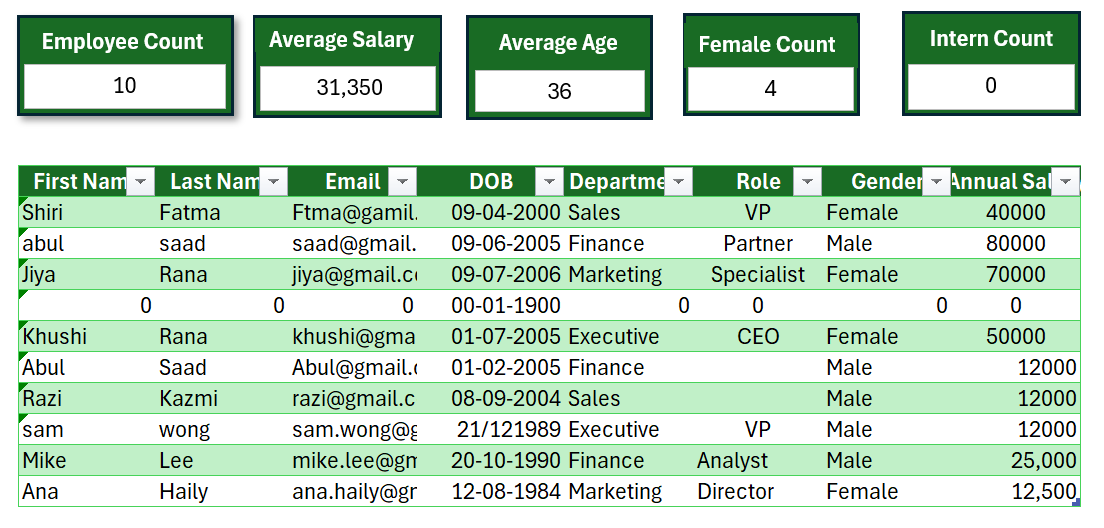 Employee Count Average Salary Average Age Female Count Intern Count
10 31,350 36 4 0
First Nam Last Nam Email DOB Departme Role Gender Annual Sal
Shiri Fatma Ftma@gamil. 09-04-2000 Sales VP Female 40000
abul saad saad@gmail. 09-06-2005 Finance Partner Male 80000
Jiya Rana jiya@gmail.c 09-07-2006 Marketing Specialist Female 70000
0 0 0 00-01-1900 0 0 0 0
Khushi Rana khushi@gma 01-07-2005 Executive CEO Female 50000
Abul Saad Abul@gmail. 01-02-2005 Finance Male 12000
Razi Kazmi razi@gmail.c 08-09-2004 Sales Male 12000
sam wong sam.wong@g 21/121989 Executive VP Male 12000
Mike Lee mike.lee@gm 20-10-1990 Finance Analyst Male 25,000
Ana Haily ana.haily@gr 12-08-1984 Marketing Director Female 12,500